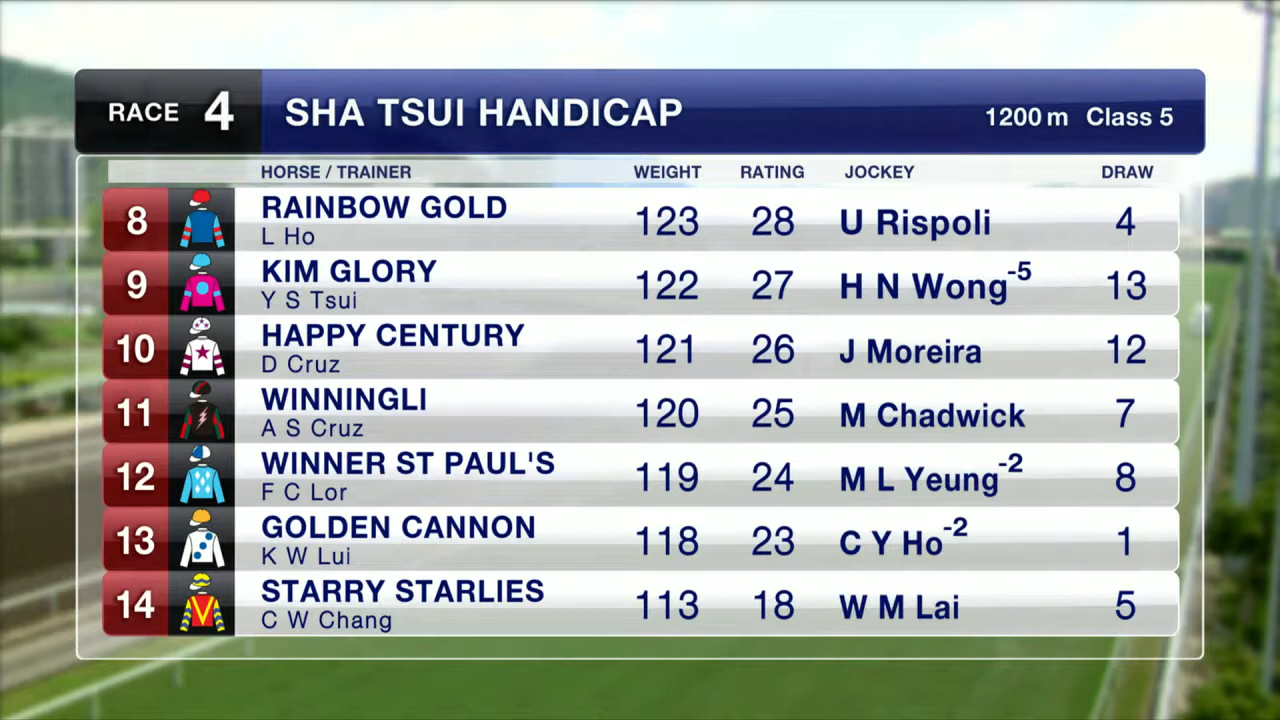 RACE 4 SHA TSUI HANDICAP 1200 m Class 5
HORSE / TRAINER WEIGHT RATING JOCKEY DRAW
8 RAINBOW GOLD 123 28 U Rispoli 4
L Ho
9 KIM GLORY 122 27 H N Wong-5 13
Y S Tsui
10 HAPPY CENTURY 121 26 J Moreira 12
D Cruz
11 WINNINGLI 120 25 M Chadwick 7
A S Cruz
12 WINNER ST PAUL'S 119 24 M L Yeung-2 8
F C Lor
13 GOLDEN CANNON 118 23 C Y Ho-2 1
K W Lui
14 STARRY STARLIES 113 18 W M Lai 5
C W Chang